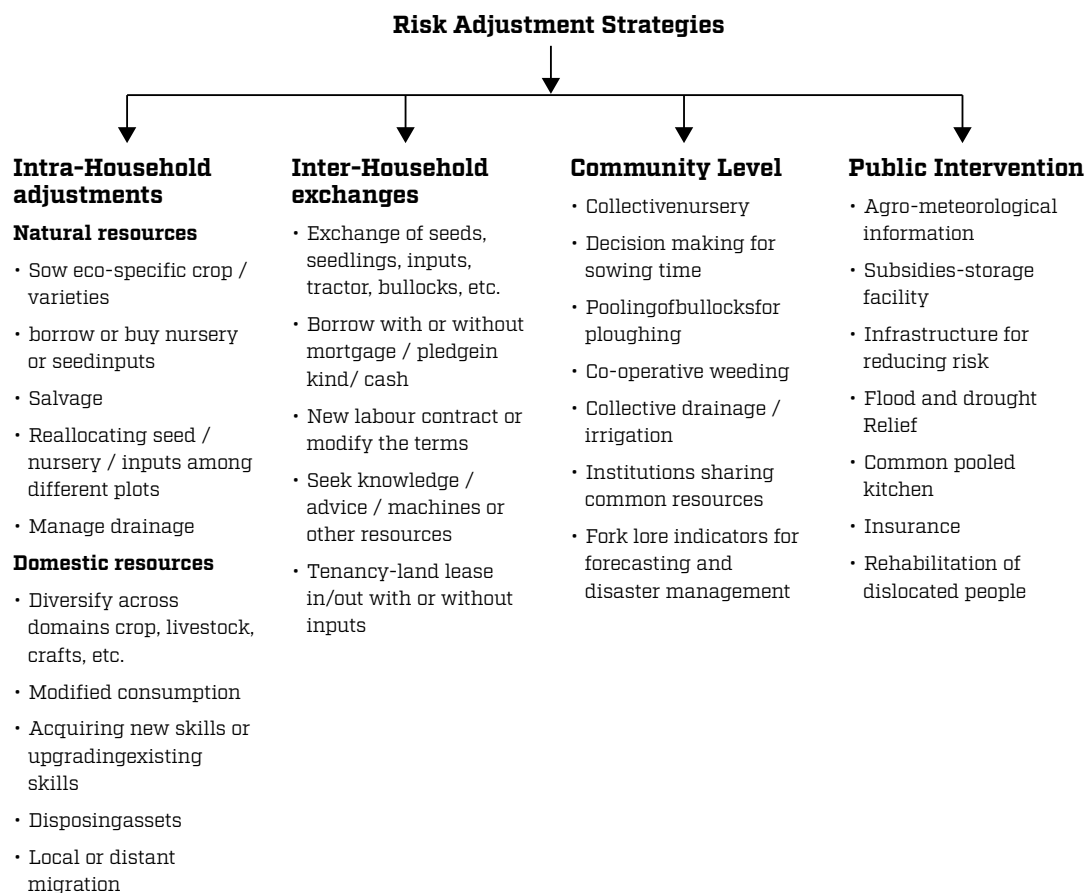 Risk Adjustment Strategies
Intra-Household
adjustments
Natural resources
• Sow eco-specific crop /
varieties
• borrow or buy nursery
or seedinputs
• Salvage
• Reallocating seed /
nursery / inputs among
different plots
• Manage drainage
Domestic resources
• Diversify across
domains crop, livestock,
crafts, etc.
• Modified consumption
• Acquiring new skills or
upgradingexisting
skills
• Disposingassets
• Local or distant
migration
Inter-Household
exchanges
• Exchange of seeds,
seedlings, inputs,
tractor, bullocks, etc.
• Borrow with or without
mortgage / pledgein
kind/ cash
• New labour contract or
modify the terms
• Seek knowledge /
advice / machines or
other resources
• Tenancy-land lease
in/out with or without
inputs
Community Level
• Collectivenursery
• Decision making for
sowing time
• Poolingofbullocksfor
ploughing
• Co-operative weeding
• Collective drainage /
irrigation
• Institutions sharing
common resources
• Fork lore indicators for
forecasting and
disaster management
Public Intervention
• Agro-meteorological
information
• Subsidies-storage
facility
• Infrastructure for
reducing risk
• Flood and drought
Relief
• Common pooled
kitchen
• Insurance
• Rehabilitation of
dislocated people